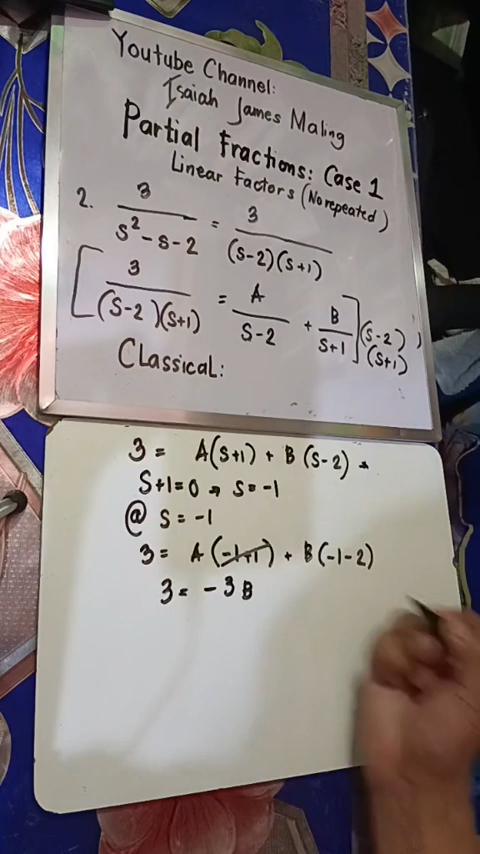 Youtube Channel:
Isaiah James Maling
Partial Fractions: Case 1
Linear Factors (No repeated)
2. 3/(s²-s-2) = 3/((s-2)(s+1))
[3/((s-2)(s+1)) = A/(s-2) + B/(s+1)](s-2)(s+1)
Classical:
3 = A(s+1) + B(s-2)
s+1=0 → s=-1
@ s=-1
3= A(-1+1) + B(-1-2)
3= -3B